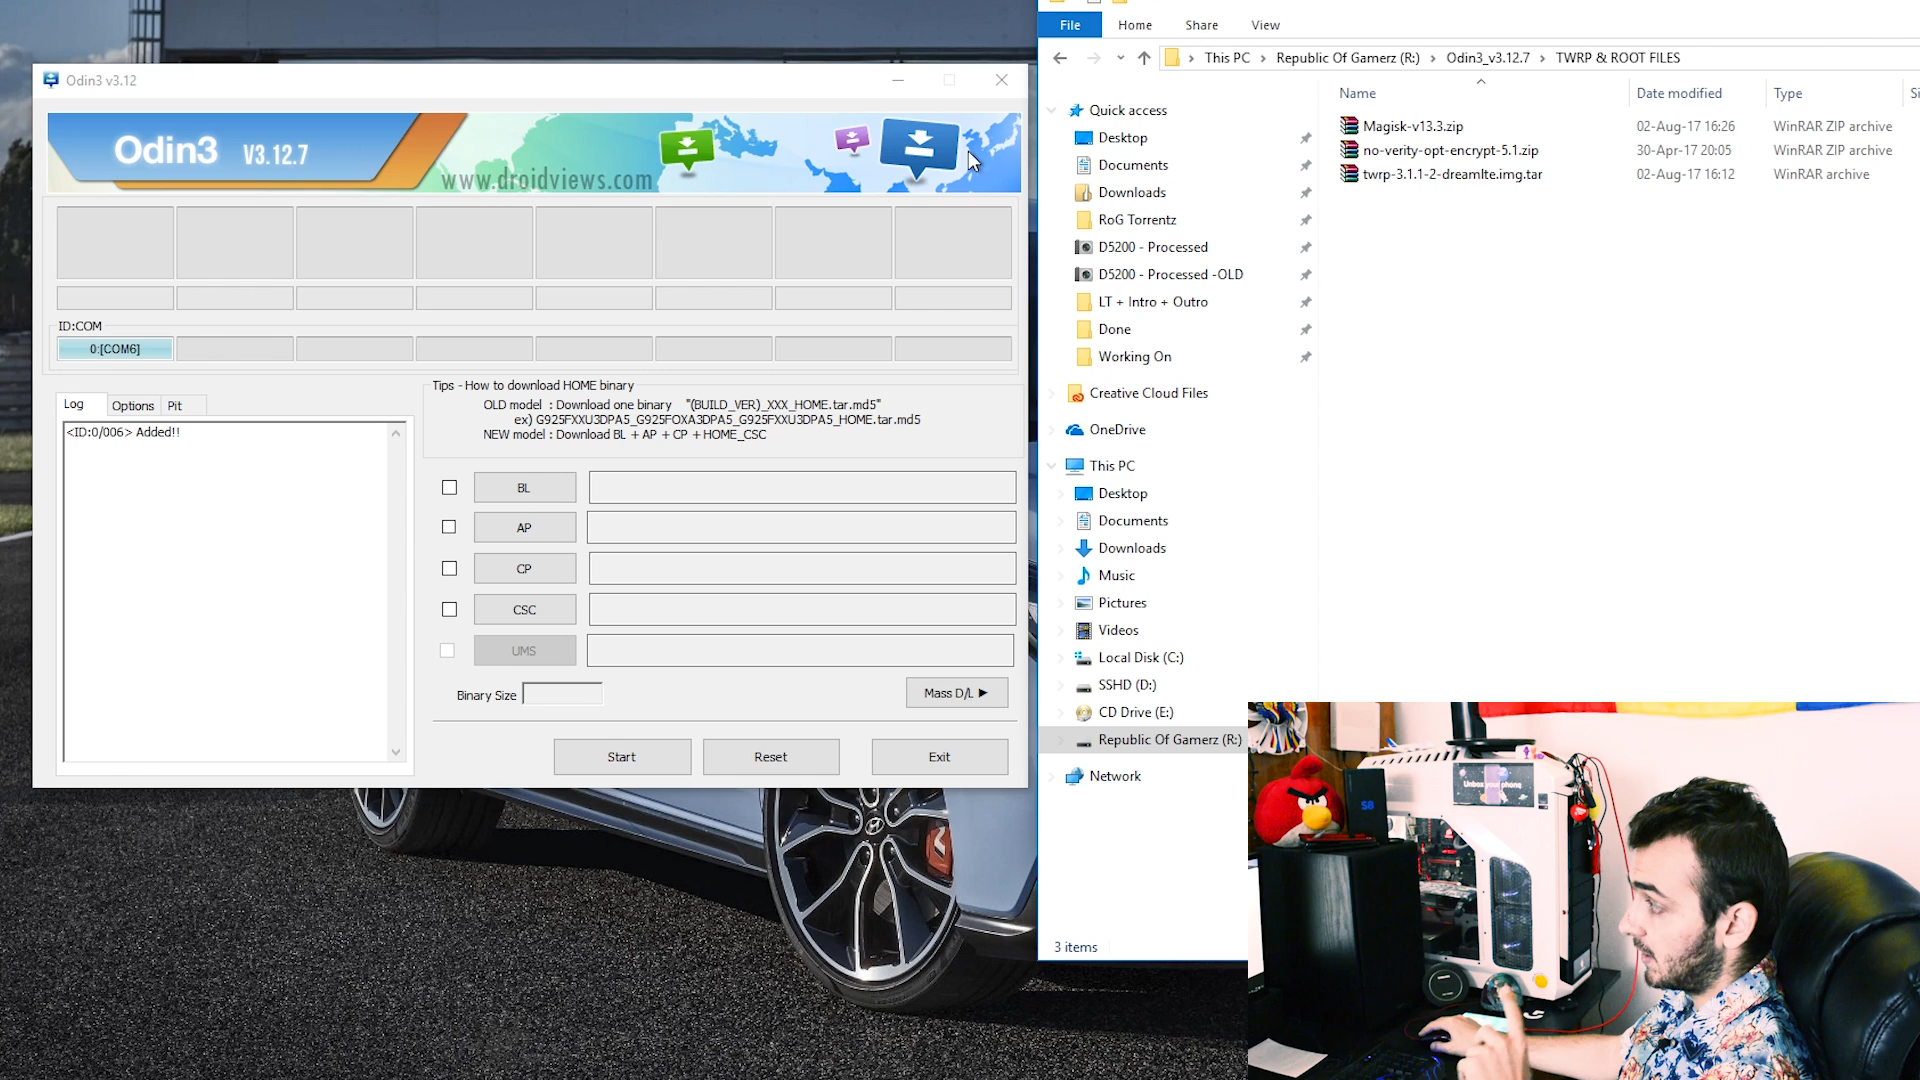 Odin3 v3.12
Odin3 V3.12.7
www.droidviews.com
ID:COM
0:[COM6]
Log
Options
Pit
<ID:0/006> Added!!
Tips - How to download HOME binary
OLD model : Download one binary "(BUILD_VER)_XXX_HOME.tar.md5"
ex) G925FXXU3DPA5_G925FOXA3DPA5_G925FXXU3DPA5_HOME.tar.md5
NEW model : Download BL + AP + CP + HOME_CSC
BL
AP
CP
CSC
UMS
Binary Size
Mass D/L ►
Start
Reset
Exit
File
Home
Share
View
This PC > Republic Of Gamerz (R:) > Odin3_v3.12.7 > TWRP & ROOT FILES
Name
Date modified
Type
Si
Magisk-v13.3.zip 02-Aug-17 16:26 WinRAR ZIP archive
no-verity-opt-encrypt-5.1.zip 30-Apr-17 20:05 WinRAR ZIP archive
twrp-3.1.1-2-dreamlte.img.tar 02-Aug-17 16:12 WinRAR archive
Quick access
Desktop
Documents
Downloads
RoG Torrentz
D5200 - Processed
D5200 - Processed -OLD
LT + Intro + Outro
Done
Working On
Creative Cloud Files
OneDrive
This PC
Desktop
Documents
Downloads
Music
Pictures
Videos
Local Disk (C:)
SSHD (D:)
CD Drive (E:)
Republic Of Gamerz (R:)
Network
3 items
Unbox your phone
S8